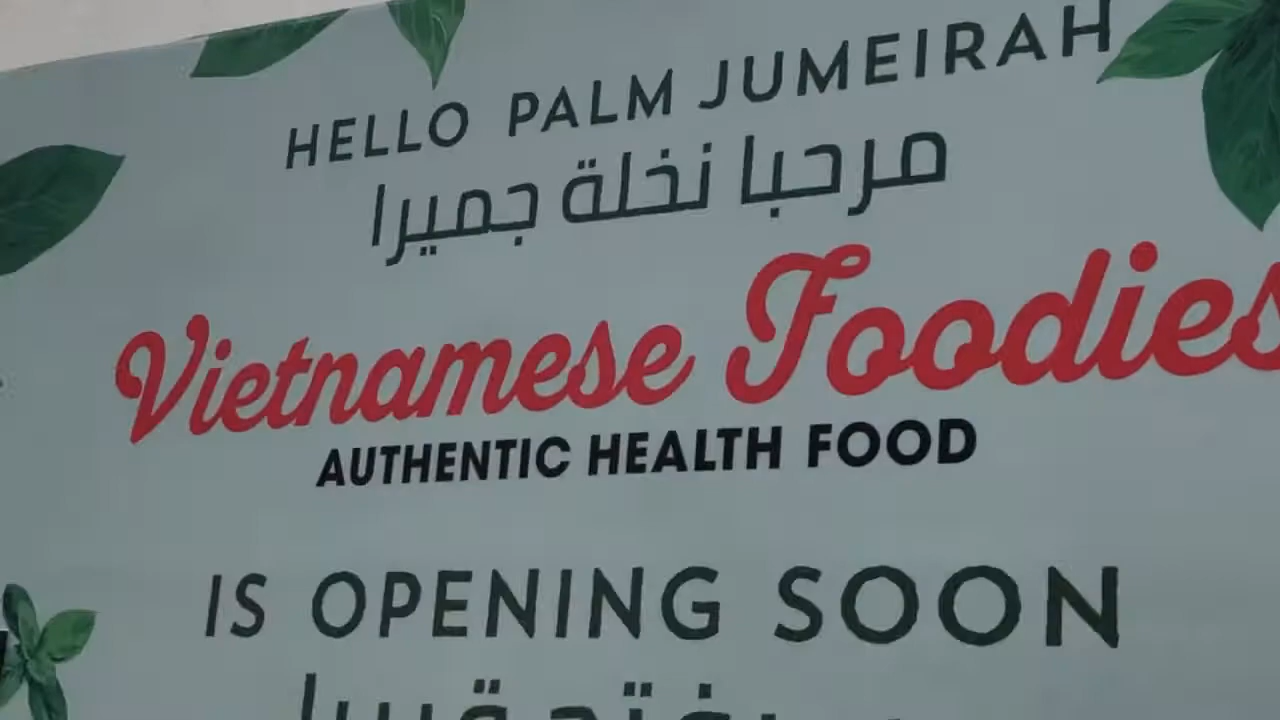 HELLO PALM JUMEIRAH
مرحبا نخلة جميرا
Vietnamese Foodies
AUTHENTIC HEALTH FOOD
IS OPENING SOON